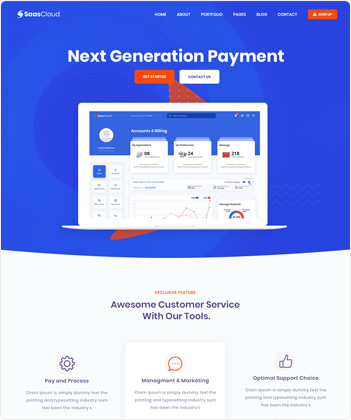 SaasCloud
HOME ABOUT PORTFOLIO PAGES BLOG CONTACT SIGN UP
Next Generation Payment
GET STARTED CONTACT US
Accounts & Billing
My Applications My Preferences Messages
08 24 218
EXCLUSIVE FEATURE
Awesome Customer Service
With Our Tools.
Pay and Process
Orem Ipsum is simply dummy text the
printing and typesetting industry sum
has been the industry's
Managment & Marketing
Orem Ipsum is simply dummy text the
printing and typesetting industry sum
has been the industry's
Optimal Support Choice
Orem Ipsum is simply dummy text the
printing and typesetting industry sum
has been the industry's